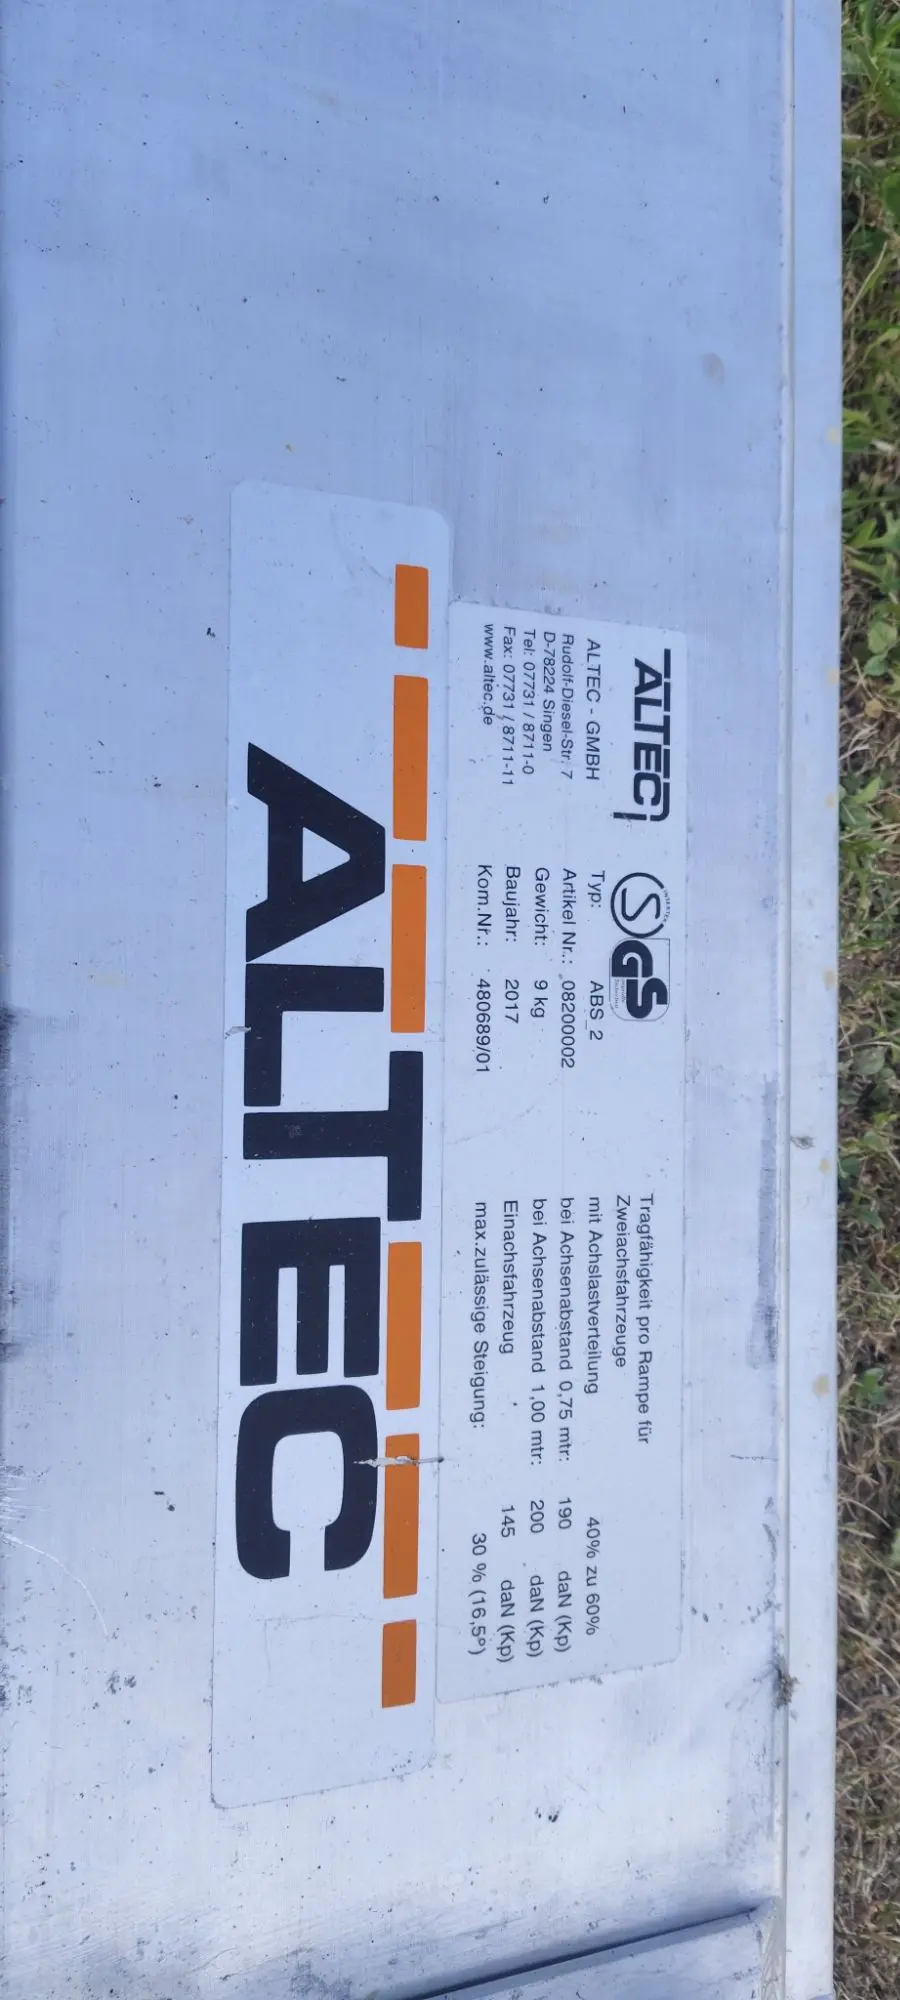 ALTEC
ALTEC - GMBH
Rudolf-Diesel-Str. 7
D-78224 Singen
Tel: 07731 / 8711-0
Fax: 07731 / 8711-11
www.altec.de
S GS
Typ: ABS_2
Artikel Nr.: 08200002
Gewicht: 9 kg
Baujahr: 2017
Kom.Nr.: 480689/01
Tragfähigkeit pro Rampe für
Zweiachsfahrzeuge
mit Achslastverteilung 40% zu 60%
bei Achsenabstand 0,75 mtr: 190 daN (Kp)
bei Achsenabstand 1,00 mtr: 200 daN (Kp)
Einachsfahrzeug 145 daN (Kp)
max.zulässige Steigung: 30 % (16,5º)
ALTEC